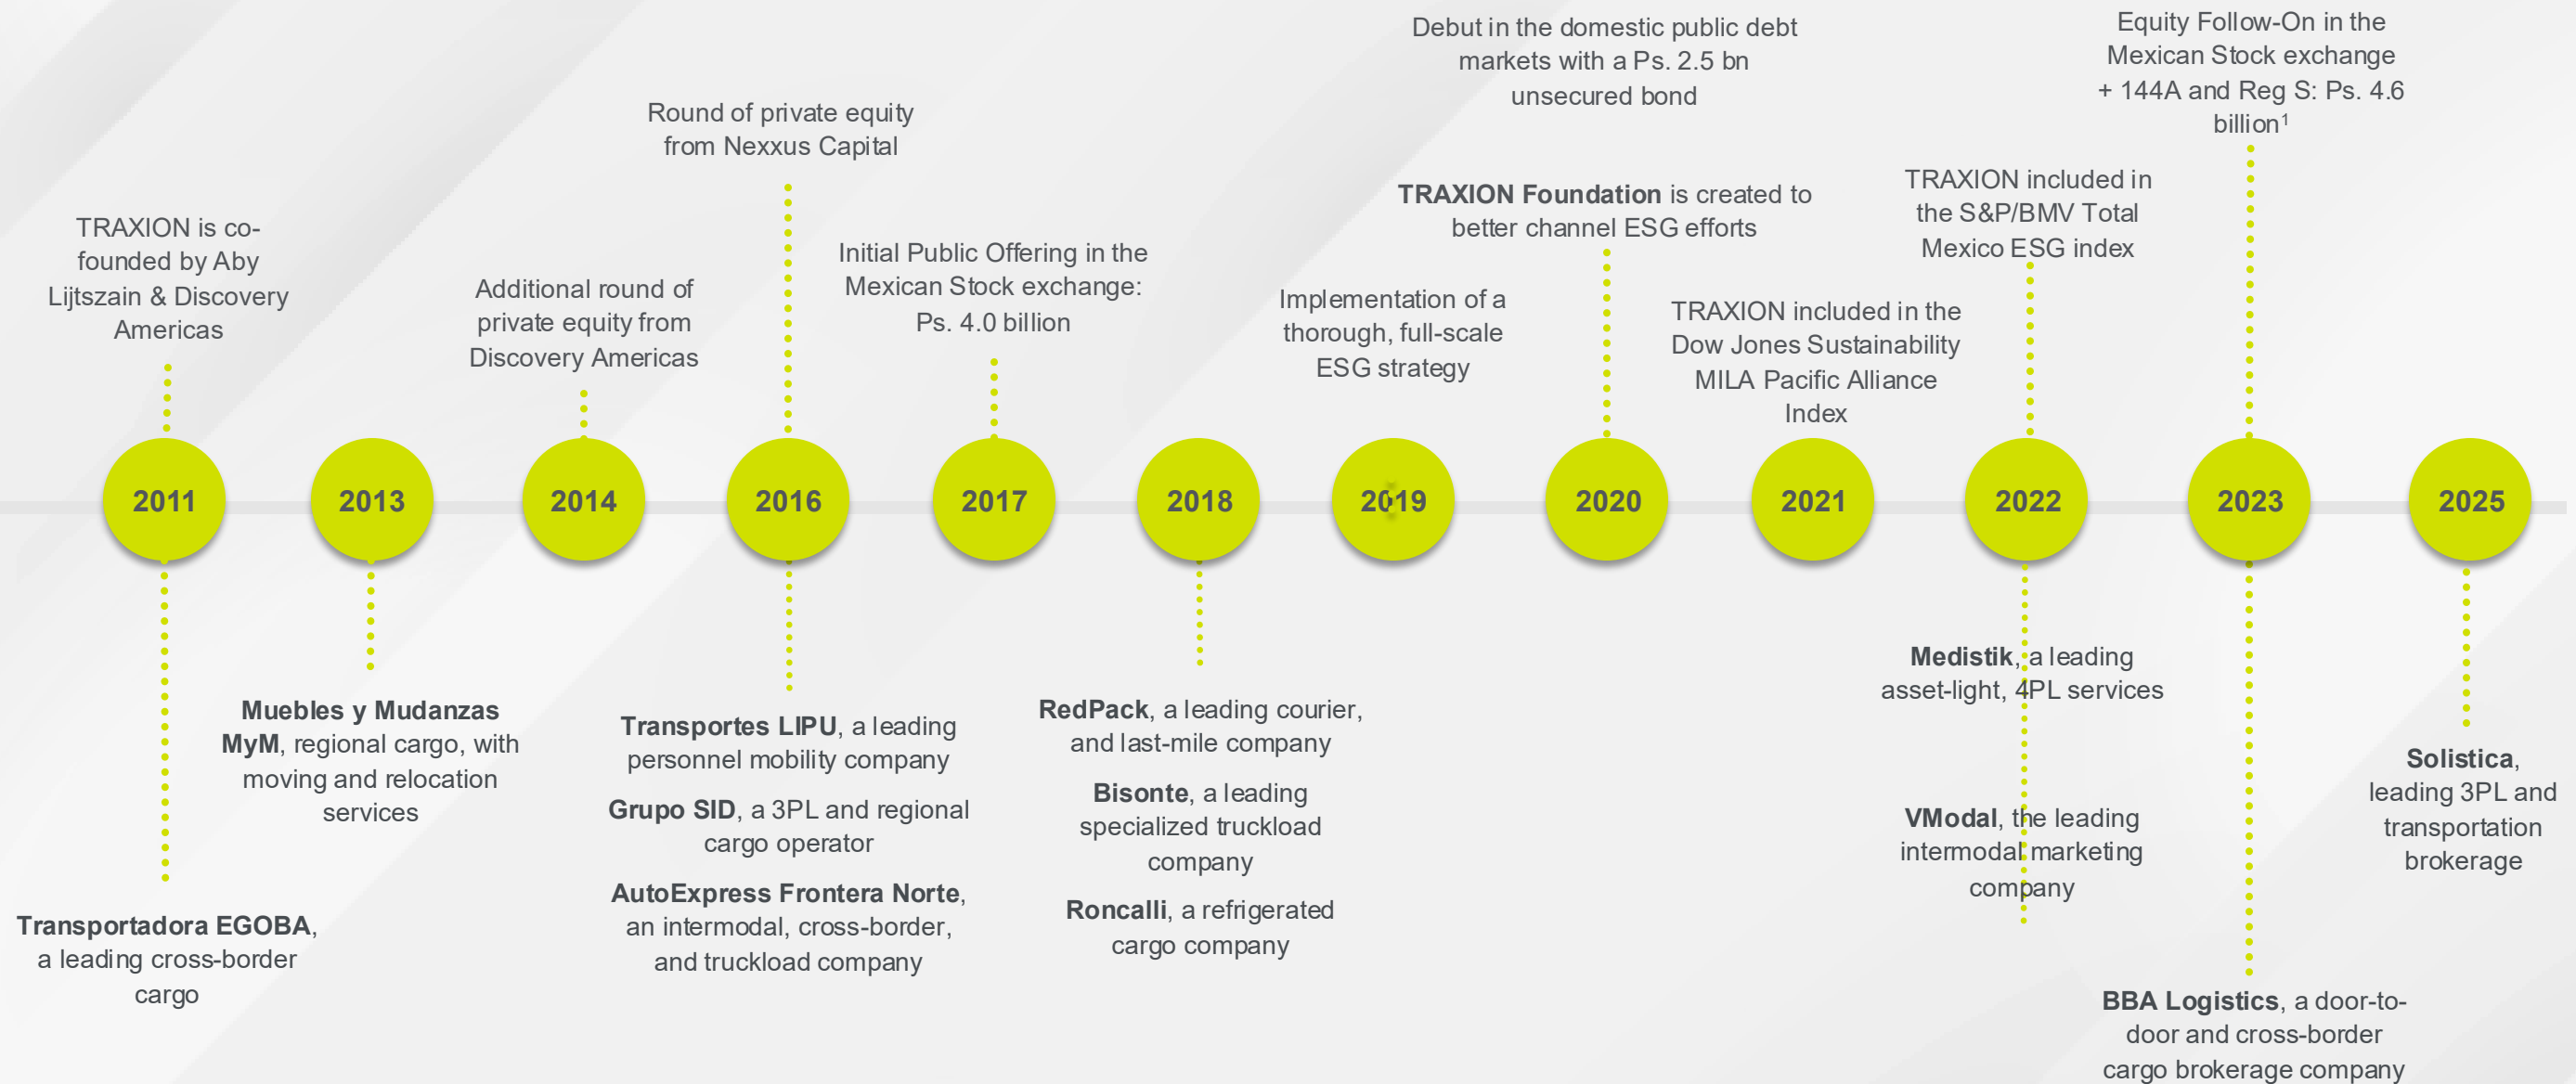 TRAXION is co-
founded by Aby
Lijtszain & Discovery
Americas
Additional round of
private equity from
Discovery Americas
Round of private equity
from Nexxus Capital
Initial Public Offering in the
Mexican Stock exchange:
Ps. 4.0 billion
Implementation of a
thorough, full-scale
ESG strategy
Debut in the domestic public debt
markets with a Ps. 2.5 bn
unsecured bond
TRAXION Foundation is created to
better channel ESG efforts
TRAXION included in the
Dow Jones Sustainability
MILA Pacific Alliance
Index
TRAXION included in
the S&P/BMV Total
Mexico ESG index
Equity Follow-On in the
Mexican Stock exchange
+ 144A and Reg S: Ps. 4.6
billion¹
2011
2013
2014
2016
2017
2018
2019
2020
2021
2022
2023
2025
Transportadora EGOBA,
a leading cross-border
cargo
Muebles y Mudanzas
MyM, regional cargo, with
moving and relocation
services
Transportes LIPU, a leading
personnel mobility company
Grupo SID, a 3PL and regional
cargo operator
AutoExpress Frontera Norte,
an intermodal, cross-border,
and truckload company
RedPack, a leading courier,
and last-mile company
Bisonte, a leading
specialized truckload
company
Roncalli, a refrigerated
cargo company
Medistik, a leading
asset-light, 4PL services
VModal, the leading
intermodal marketing
company
BBA Logistics, a door-to-
door and cross-border
cargo brokerage company
Solistica,
leading 3PL and
transportation
brokerage